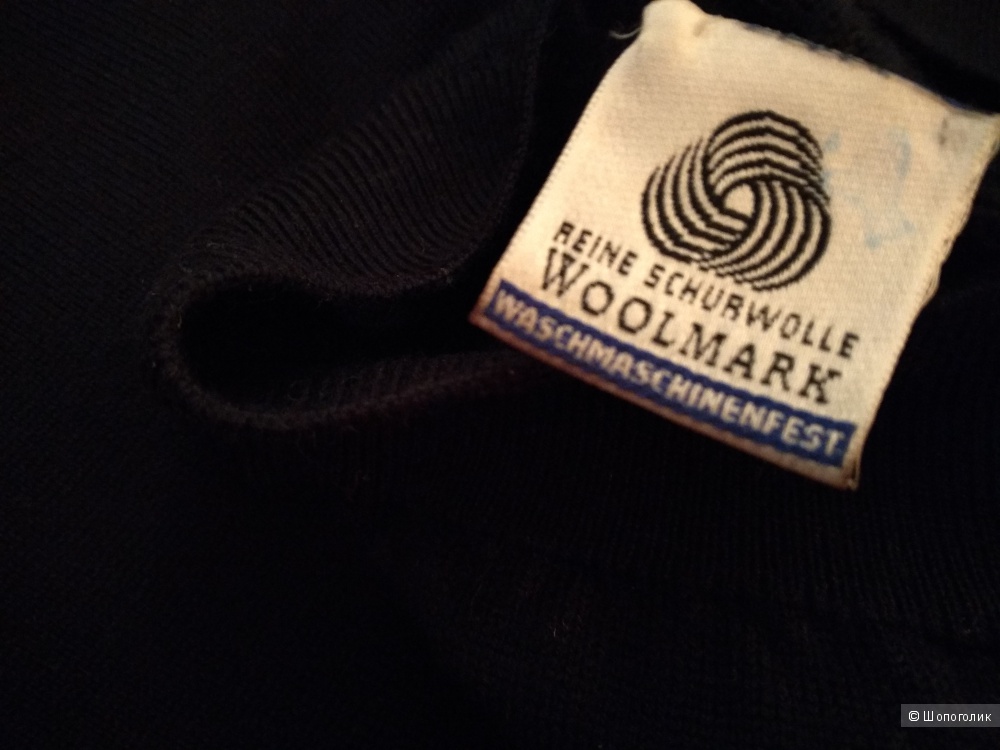 REINE SCHURWOLLE
WOOLMARK
WASCHMASCHINENFEST
© Шопоголик